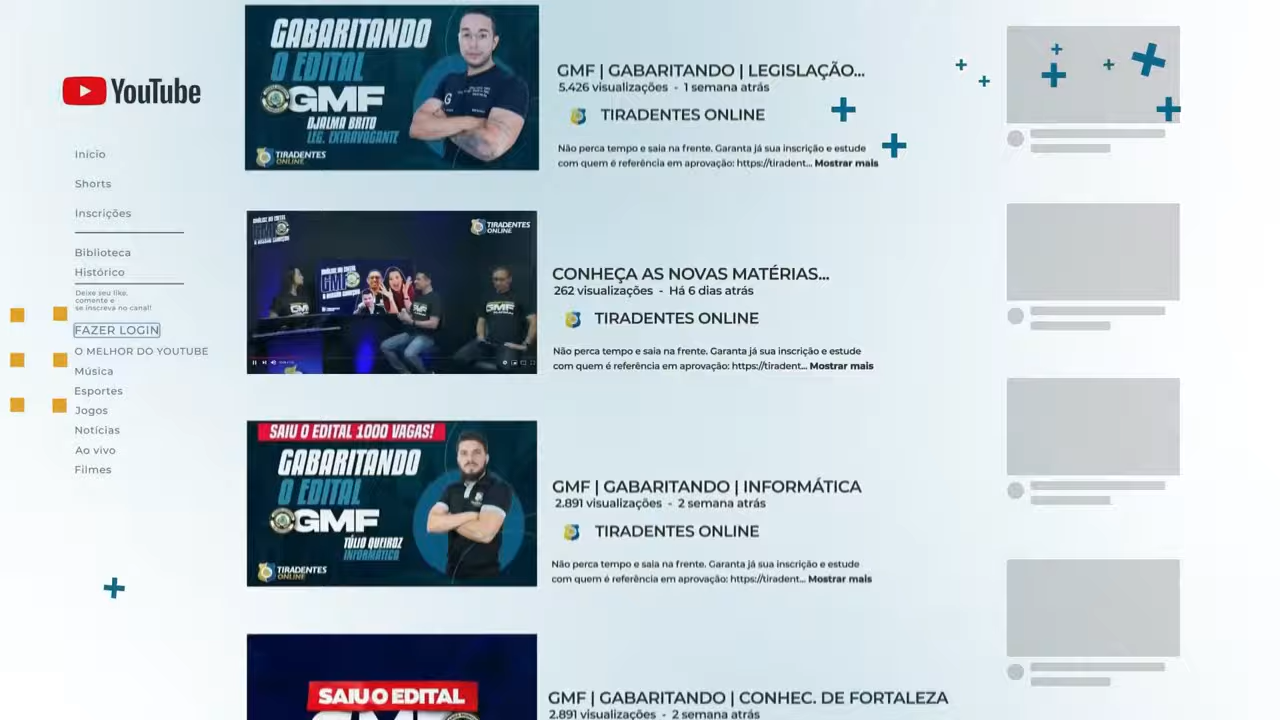 YouTube
Início
Shorts
Inscrições
Biblioteca
Histórico
Deixe seu like,
comente e
se inscreva no canal!
FAZER LOGIN
O MELHOR DO YOUTUBE
Música
Esportes
Jogos
Notícias
Ao vivo
Filmes
GABARITANDO
O EDITAL
GMF
DJALMA BRITO
LEG. EXTRAVAGANTE
TIRADENTES
ONLINE
GMF | GABARITANDO | LEGISLAÇÃO...
5.426 visualizações - 1 semana atrás
TIRADENTES ONLINE
Não perca tempo e saia na frente. Garanta já sua inscrição e estude
com quem é referência em aprovação: https://tiradent... Mostrar mais
ANÁLISE DO EDITAL
GMF
TIRADENTES
ONLINE
GMF
CONHEÇA AS NOVAS MATÉRIAS...
262 visualizações - Há 6 dias atrás
TIRADENTES ONLINE
Não perca tempo e saia na frente. Garanta já sua inscrição e estude
com quem é referência em aprovação: https://tiradent... Mostrar mais
SAIU O EDITAL 1000 VAGAS!
GABARITANDO
O EDITAL
GMF
TÚLIO QUEIROZ
INFORMÁTICA
TIRADENTES
ONLINE
GMF | GABARITANDO | INFORMÁTICA
2.891 visualizações - 2 semana atrás
TIRADENTES ONLINE
Não perca tempo e saia na frente. Garanta já sua inscrição e estude
com quem é referência em aprovação: https://tiradent... Mostrar mais
SAIU O EDITAL
GMF
GMF | GABARITANDO | CONHEC. DE FORTALEZA
2.891 visualizações - 2 semana atrás